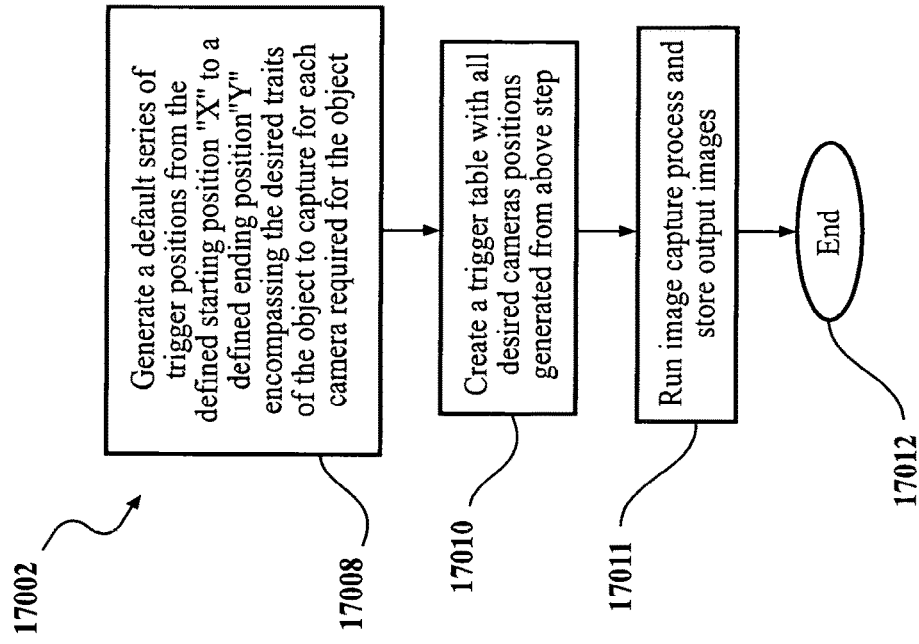 17002
Generate a default series of
trigger positions from the
defined starting position "X" to a
defined ending position"Y"
encompassing the desired traits
of the object to capture for each
camera required for the object
17008
Create a trigger table with all
desired cameras positions
generated from above step
17010
Run image capture process and
store output images
17011
End
17012